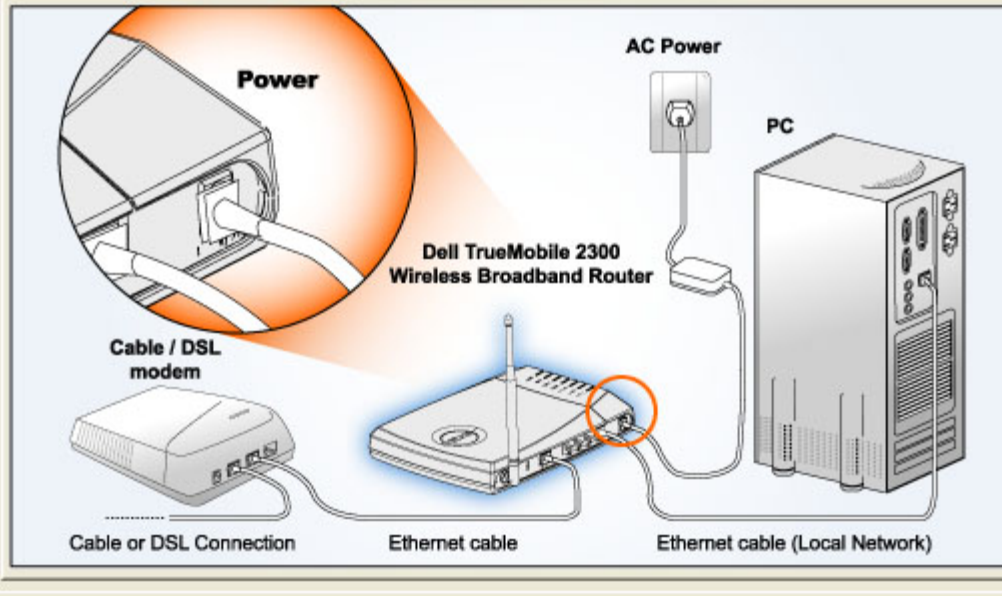 Power
AC Power
PC
Dell TrueMobile 2300
Wireless Broadband Router
Cable / DSL
modem
Cable or DSL Connection
Ethernet cable
Ethernet cable (Local Network)